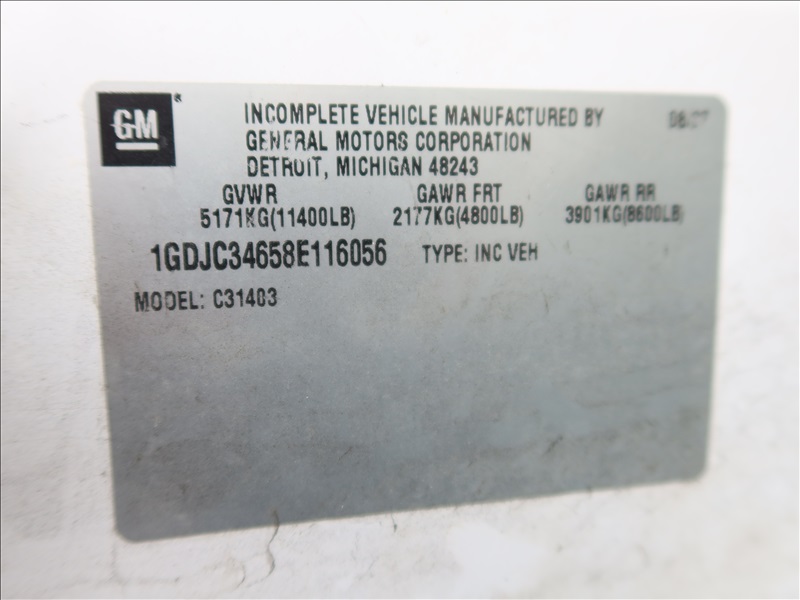 GM
INCOMPLETE VEHICLE MANUFACTURED BY
GENERAL MOTORS CORPORATION
DETROIT, MICHIGAN 48243
GVWR GAWR FRT GAWR RR
5171KG(11400LB) 2177KG(4800LB) 3901KG(8600LB)
1GDJC34658E116056 TYPE: INC VEH
MODEL: C31403